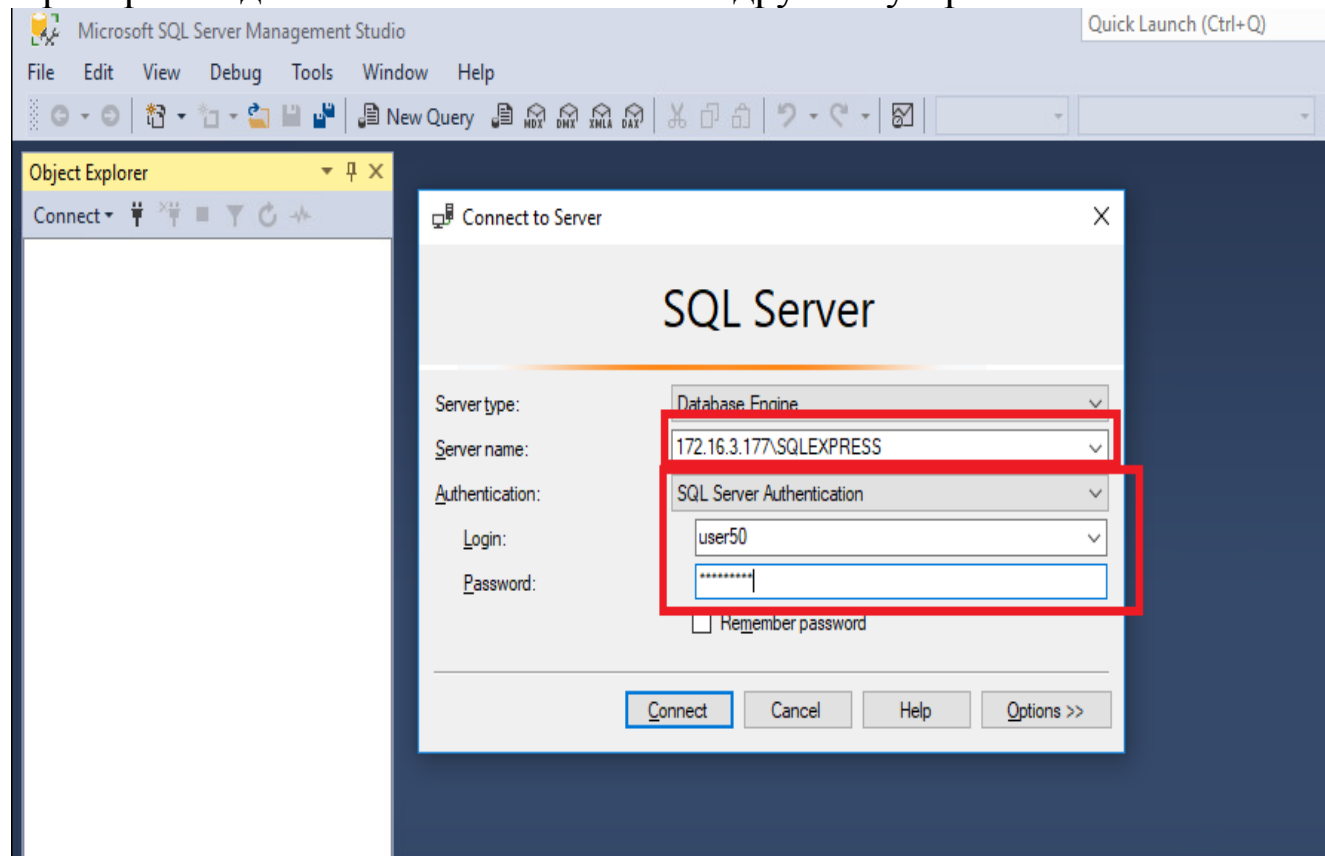 Microsoft SQL Server Management Studio
Quick Launch (Ctrl+Q)
File Edit View Debug Tools Window Help
New Query MDX DMX XMLA DAX
Object Explorer
Connect
Connect to Server
SQL Server
Server type: Database Engine
Server name: 172.16.3.177\SQLEXPRESS
Authentication: SQL Server Authentication
Login: user50
Password: *********
Remember password
Connect Cancel Help Options >>